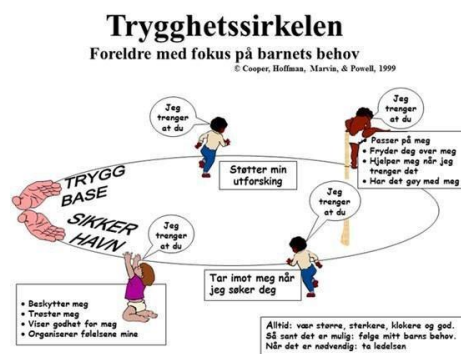 Trygghetssirkelen
Foreldre med fokus på barnets behov
© Cooper, Hoffman, Marvin, & Powell, 1999
Jeg
trenger
at du
Støtter min
utforsking
Jeg
trenger
at du
• Passer på meg
• Fryder deg over meg
• Hjelper meg når jeg
trenger det
• Har det gøy med meg
TRYGG
BASE
SIKKER
HAVN
Jeg
trenger
at du
Tar imot meg når
jeg søker deg
Jeg
trenger
at du
• Beskytter meg
• Trøster meg
• Viser godhet for meg
• Organiserer følelsene mine
Alltid: vær større, sterkere, klokere og god.
Så sant det er mulig: følge mitt barns behov.
Når det er nødvendig: ta ledelsen